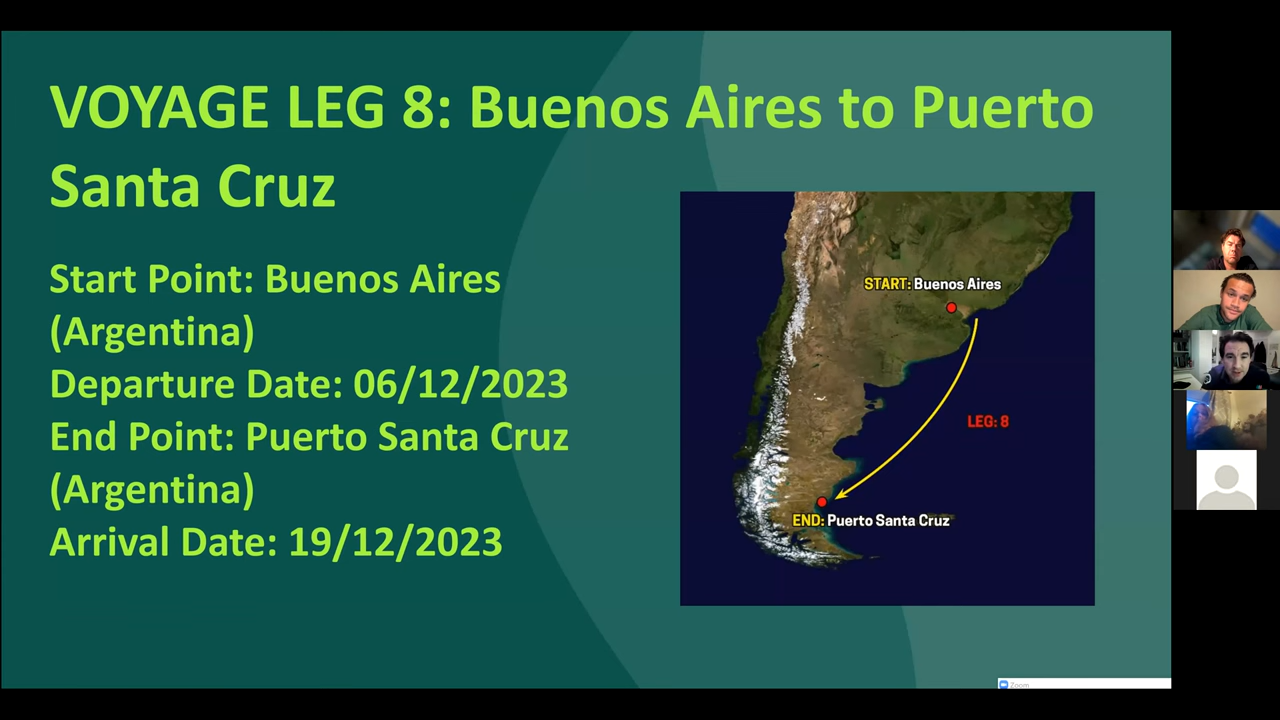 VOYAGE LEG 8: Buenos Aires to Puerto
Santa Cruz
Start Point: Buenos Aires
(Argentina)
Departure Date: 06/12/2023
End Point: Puerto Santa Cruz
(Argentina)
Arrival Date: 19/12/2023
START: Buenos Aires
LEG: 8
END: Puerto Santa Cruz
Zoom